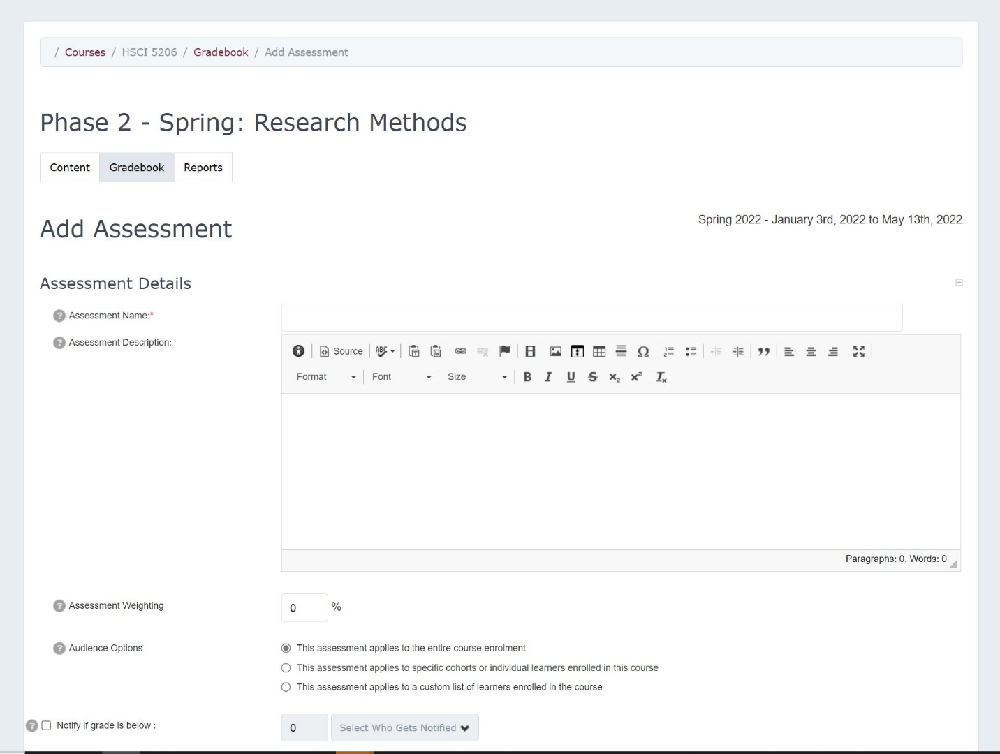 / Courses / HSCI 5206 / Gradebook / Add Assessment
Phase 2 - Spring: Research Methods
Content Gradebook Reports
Add Assessment
Spring 2022 - January 3rd, 2022 to May 13th, 2022
Assessment Details
? Assessment Name:*
? Assessment Description:
Source ABC Ω
Format Font Size B I U S x₂ x² Tx
Paragraphs: 0, Words: 0
? Assessment Weighting 0 %
? Audience Options
This assessment applies to the entire course enrolment
This assessment applies to specific cohorts or individual learners enrolled in this course
This assessment applies to a custom list of learners enrolled in the course
? Notify if grade is below : 0 Select Who Gets Notified